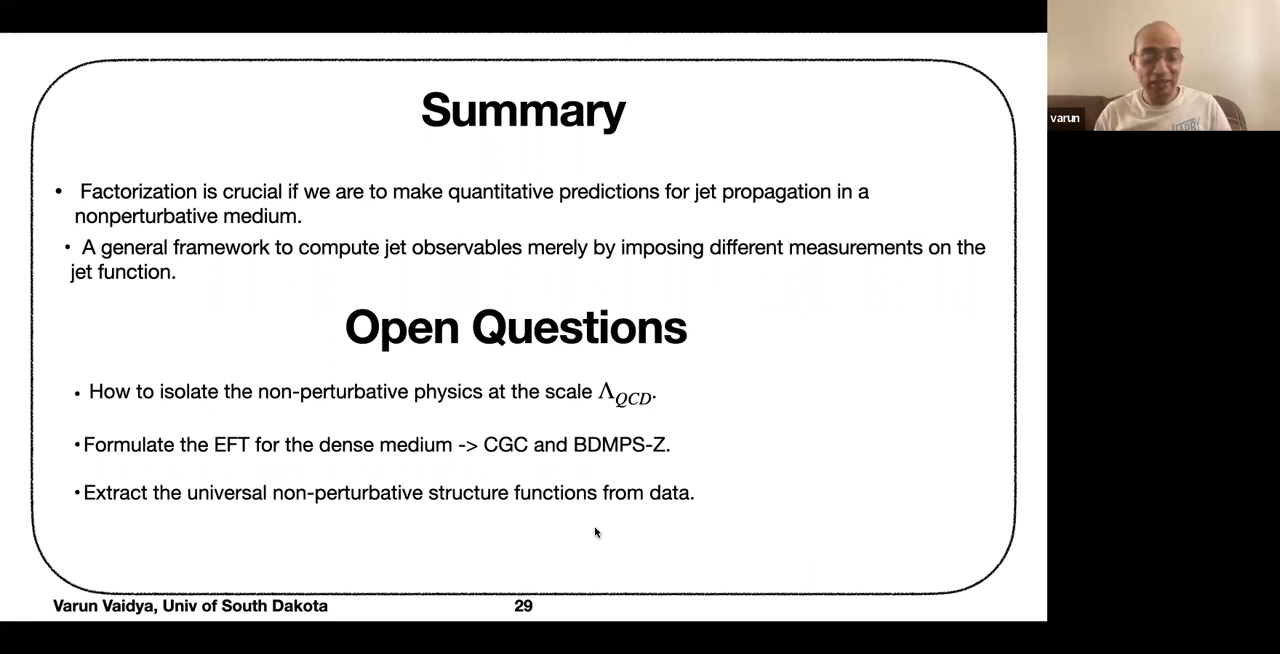 Summary
• Factorization is crucial if we are to make quantitative predictions for jet propagation in a
nonperturbative medium.
• A general framework to compute jet observables merely by imposing different measurements on the
jet function.
Open Questions
• How to isolate the non-perturbative physics at the scale Λ_QCD.
•Formulate the EFT for the dense medium -> CGC and BDMPS-Z.
•Extract the universal non-perturbative structure functions from data.
Varun Vaidya, Univ of South Dakota
29
varun